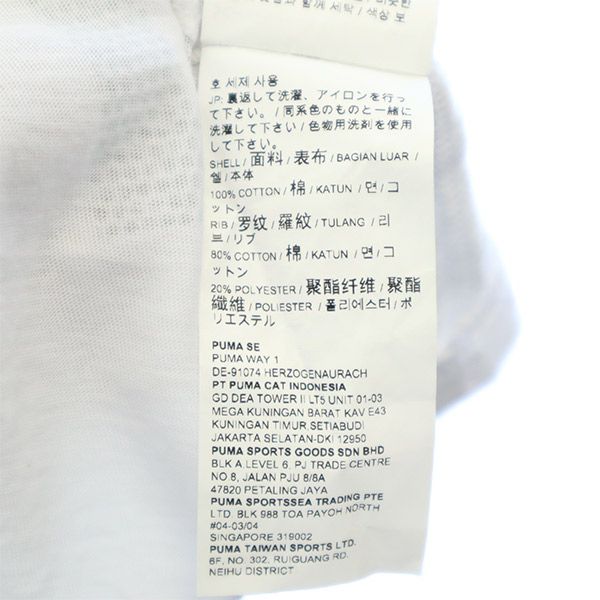 과 함께 세탁 / 색상 보
호 세제 사용
JP: 裏返して洗濯、アイロンを行っ
て下さい。/ 同系色のものと一緒に
洗濯して下さい / 色物用洗剤を使用
して下さい。
SHELL / 面料 / 表布 / BAGIAN LUAR /
쉘 / 本体
100% COTTON / 棉 / KATUN / 면 / コ
ットン
RIB / 罗纹 / 羅紋 / TULANG / 리
브 / リブ
80% COTTON / 棉 / KATUN / 면 / コ
ットン
20% POLYESTER / 聚酯纤维 / 聚酯
纖維 / POLIESTER / 폴리에스터 / ポ
リエステル
PUMA SE
PUMA WAY 1
DE-91074 HERZOGENAURACH
PT PUMA CAT INDONESIA
GD DEA TOWER II LT5 UNIT 01-03
MEGA KUNINGAN BARAT KAV E43
KUNINGAN TIMUR,SETIABUDI
JAKARTA SELATAN-DKI 12950
PUMA SPORTS GOODS SDN BHD
BLK A,LEVEL 6, PJ TRADE CENTRE
NO 8, JALAN PJU 8/8A
47820 PETALING JAYA
PUMA SPORTSSEA TRADING PTE
LTD. BLK 988 TOA PAYOH NORTH
#04-03/04
SINGAPORE 319002
PUMA TAIWAN SPORTS LTD.
6F, NO. 302, RUIGUANG RD.
NEIHU DISTRICT